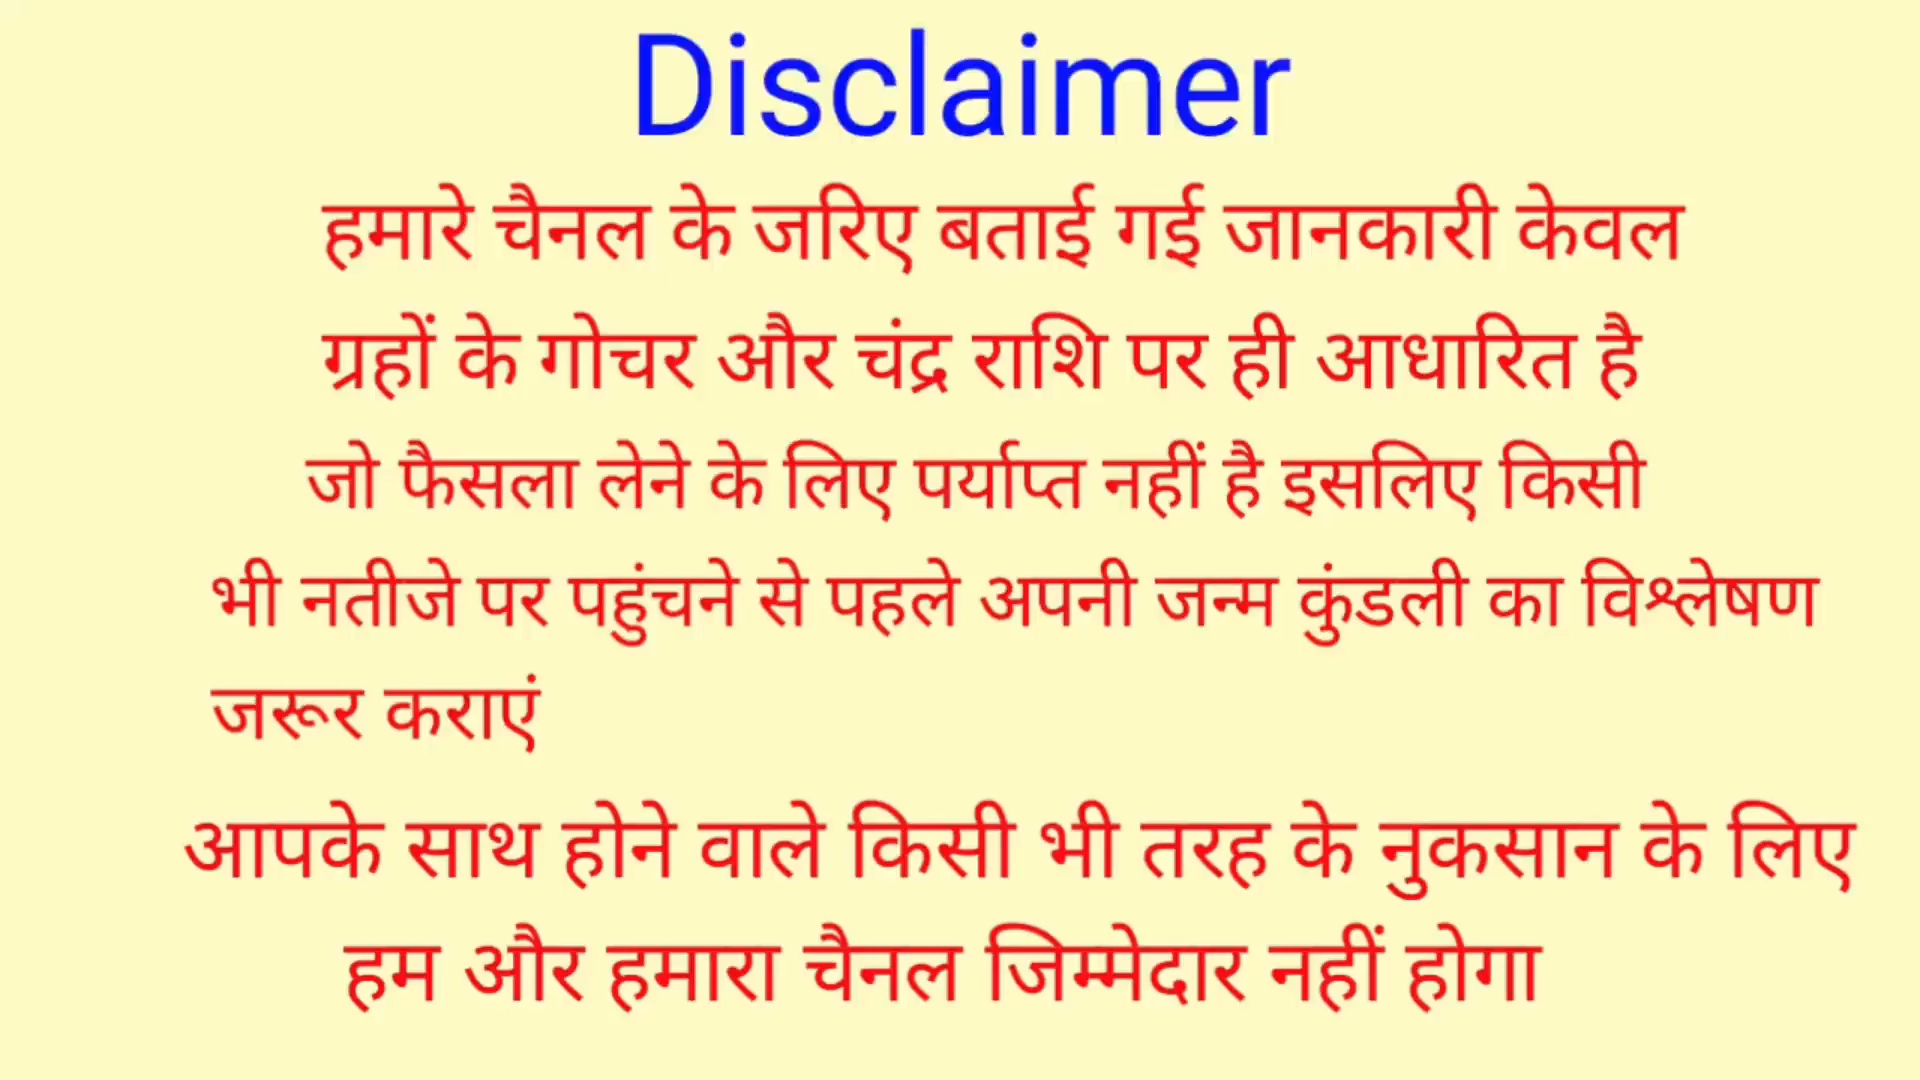 Disclaimer
हमारे चैनल के जरिए बताई गई जानकारी केवल
ग्रहों के गोचर और चंद्र राशि पर ही आधारित है
जो फैसला लेने के लिए पर्याप्त नहीं है इसलिए किसी
भी नतीजे पर पहुंचने से पहले अपनी जन्म कुंडली का विश्लेषण
जरूर कराएं
आपके साथ होने वाले किसी भी तरह के नुकसान के लिए
हम और हमारा चैनल जिम्मेदार नहीं होगा